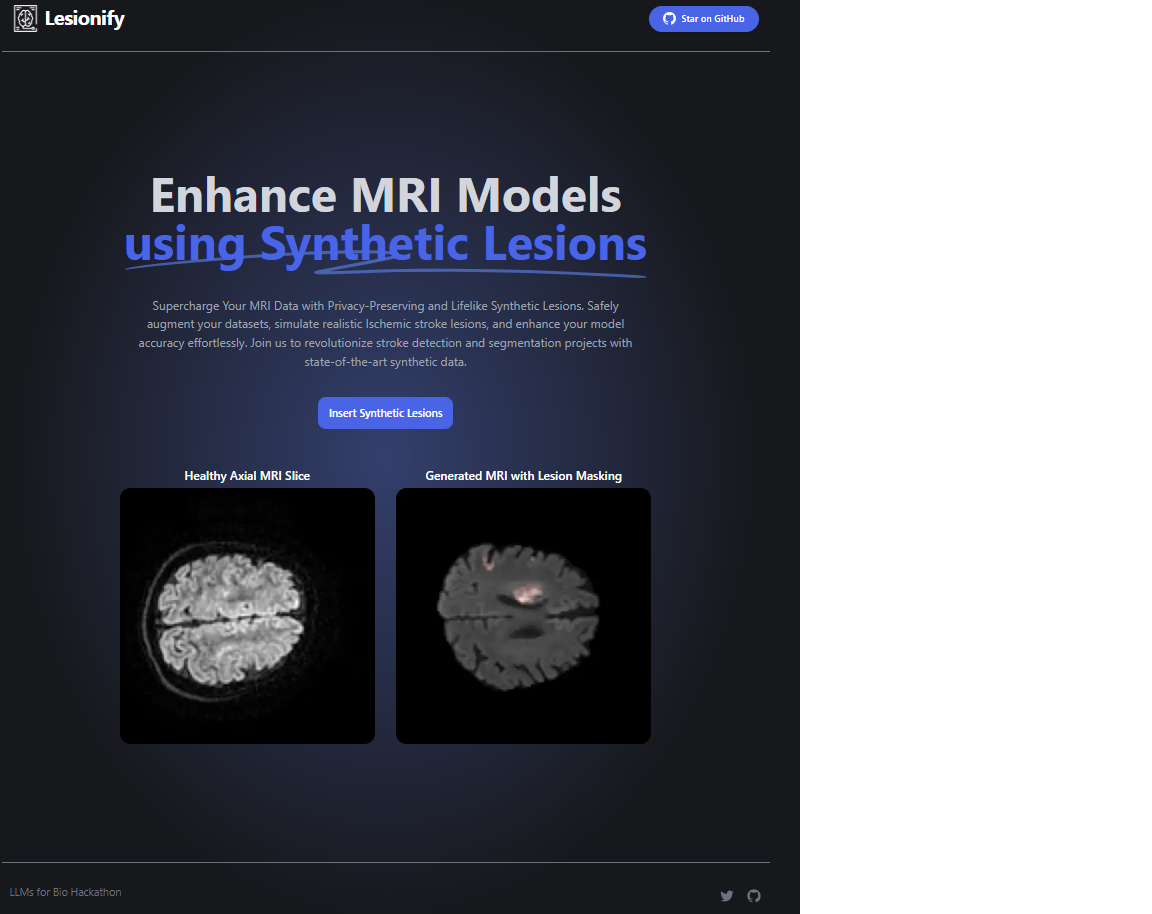 Lesionify
Star on GitHub
Enhance MRI Models
using Synthetic Lesions
Supercharge Your MRI Data with Privacy-Preserving and Lifelike Synthetic Lesions. Safely
augment your datasets, simulate realistic Ischemic stroke lesions, and enhance your model
accuracy effortlessly. Join us to revolutionize stroke detection and segmentation projects with
state-of-the-art synthetic data.
Insert Synthetic Lesions
Healthy Axial MRI Slice
Generated MRI with Lesion Masking
LLMs for Bio Hackathon